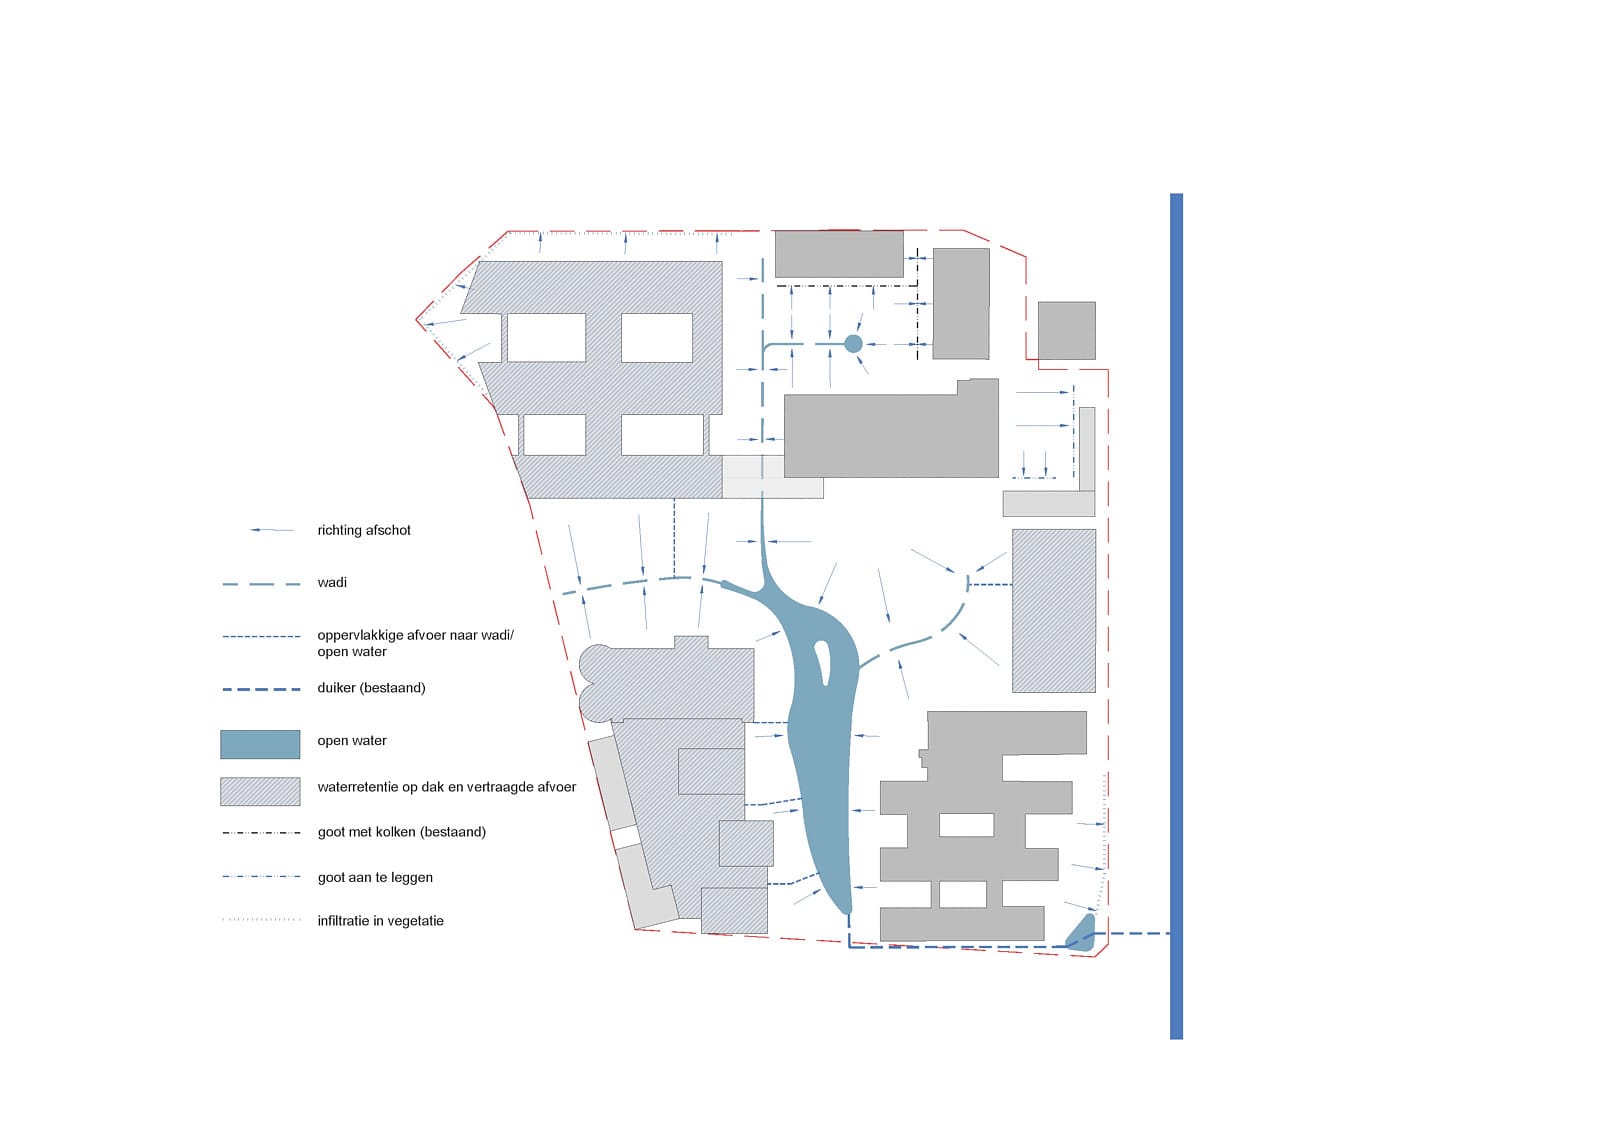 richting afschot
wadi
oppervlakkige afvoer naar wadi/
open water
duiker (bestaand)
open water
waterretentie op dak en vertraagde afvoer
goot met kolken (bestaand)
goot aan te leggen
infiltratie in vegetatie